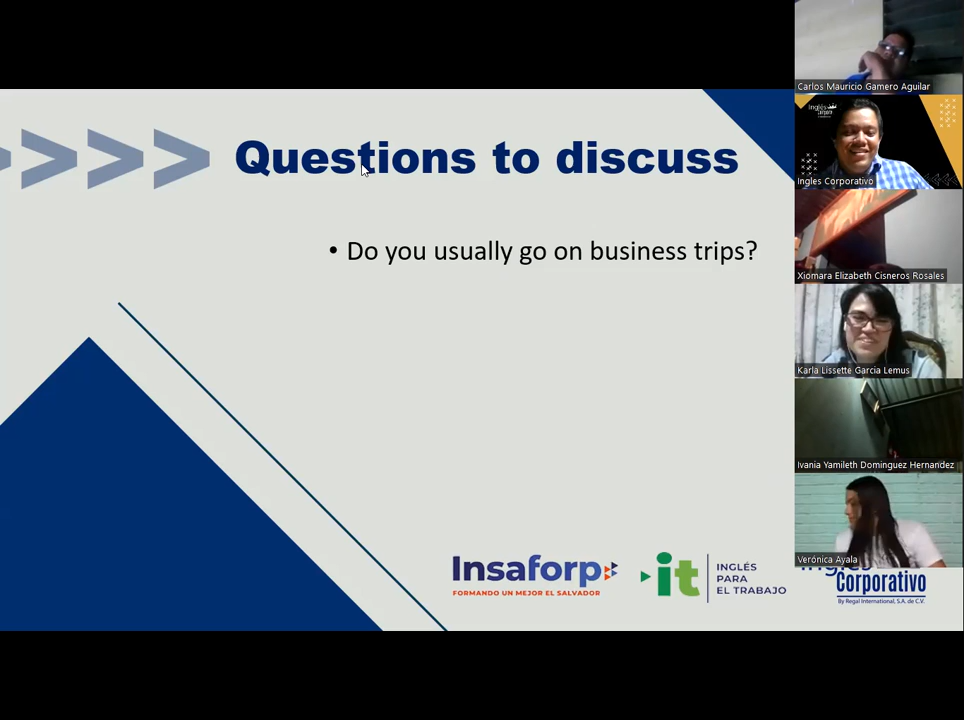 Questions to discuss
• Do you usually go on business trips?
Insaforp
FORMANDO UN MEJOR EL SALVADOR
it
INGLÉS
PARA
EL TRABAJO
Corporativo
By Regal International, S.A. de C.V.
Carlos Mauricio Gamero Aguilar
Inglés
Corporativo
Ingles Corporativo
Xiomara Elizabeth Cisneros Rosales
Karla Lissette Garcia Lemus
Ivania Yamileth Dominguez Hernandez
Verónica Ayala